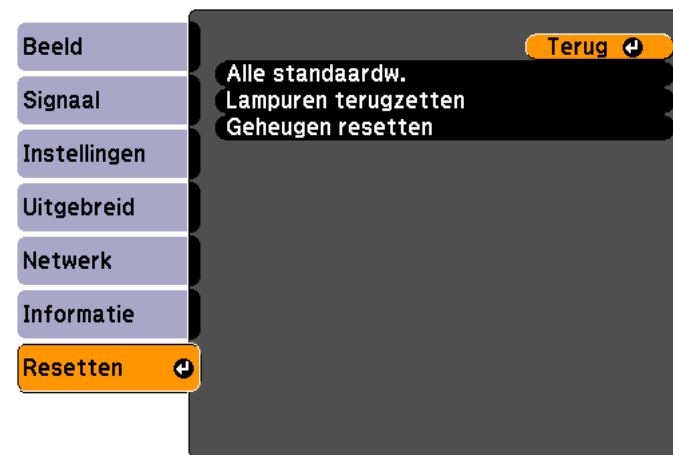 Beeld
Signaal
Instellingen
Uitgebreid
Netwerk
Informatie
Resetten
Terug
Alle standaardw.
Lampuren terugzetten
Geheugen resetten